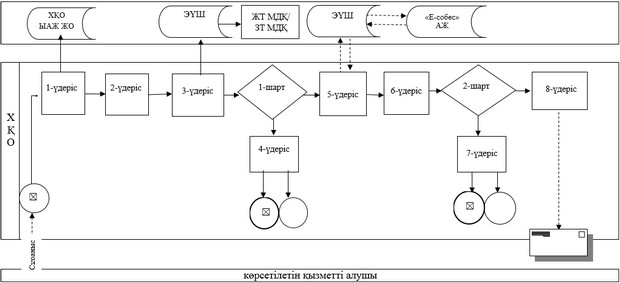 ХҚО
ЫАЖ ЖО
ЭҮШ
ЖТ МДҚ/
ЗТ МДҚ
ЭҮШ
«Е-собес»
АЖ
Х
Қ
О
1-үдеріс
2-үдеріс
3-үдеріс
1-шарт
5-үдеріс
6-үдеріс
2-шарт
8-үдеріс
4-үдеріс
7-үдеріс
Сұраныс
көрсетілетін қызметті алушы